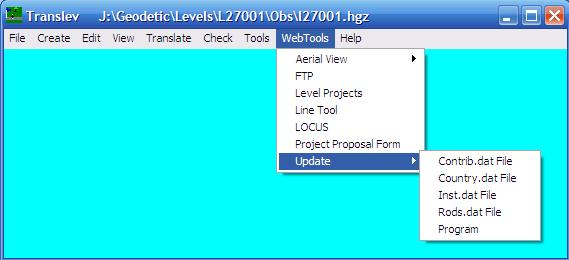 Translev J:\Geodetic\Levels\L27001\Obs\I27001.hgz
File Create Edit View Translate Check Tools WebTools Help
Aerial View
FTP
Level Projects
Line Tool
LOCUS
Project Proposal Form
Update
Contrib.dat File
Country.dat File
Inst.dat File
Rods.dat File
Program